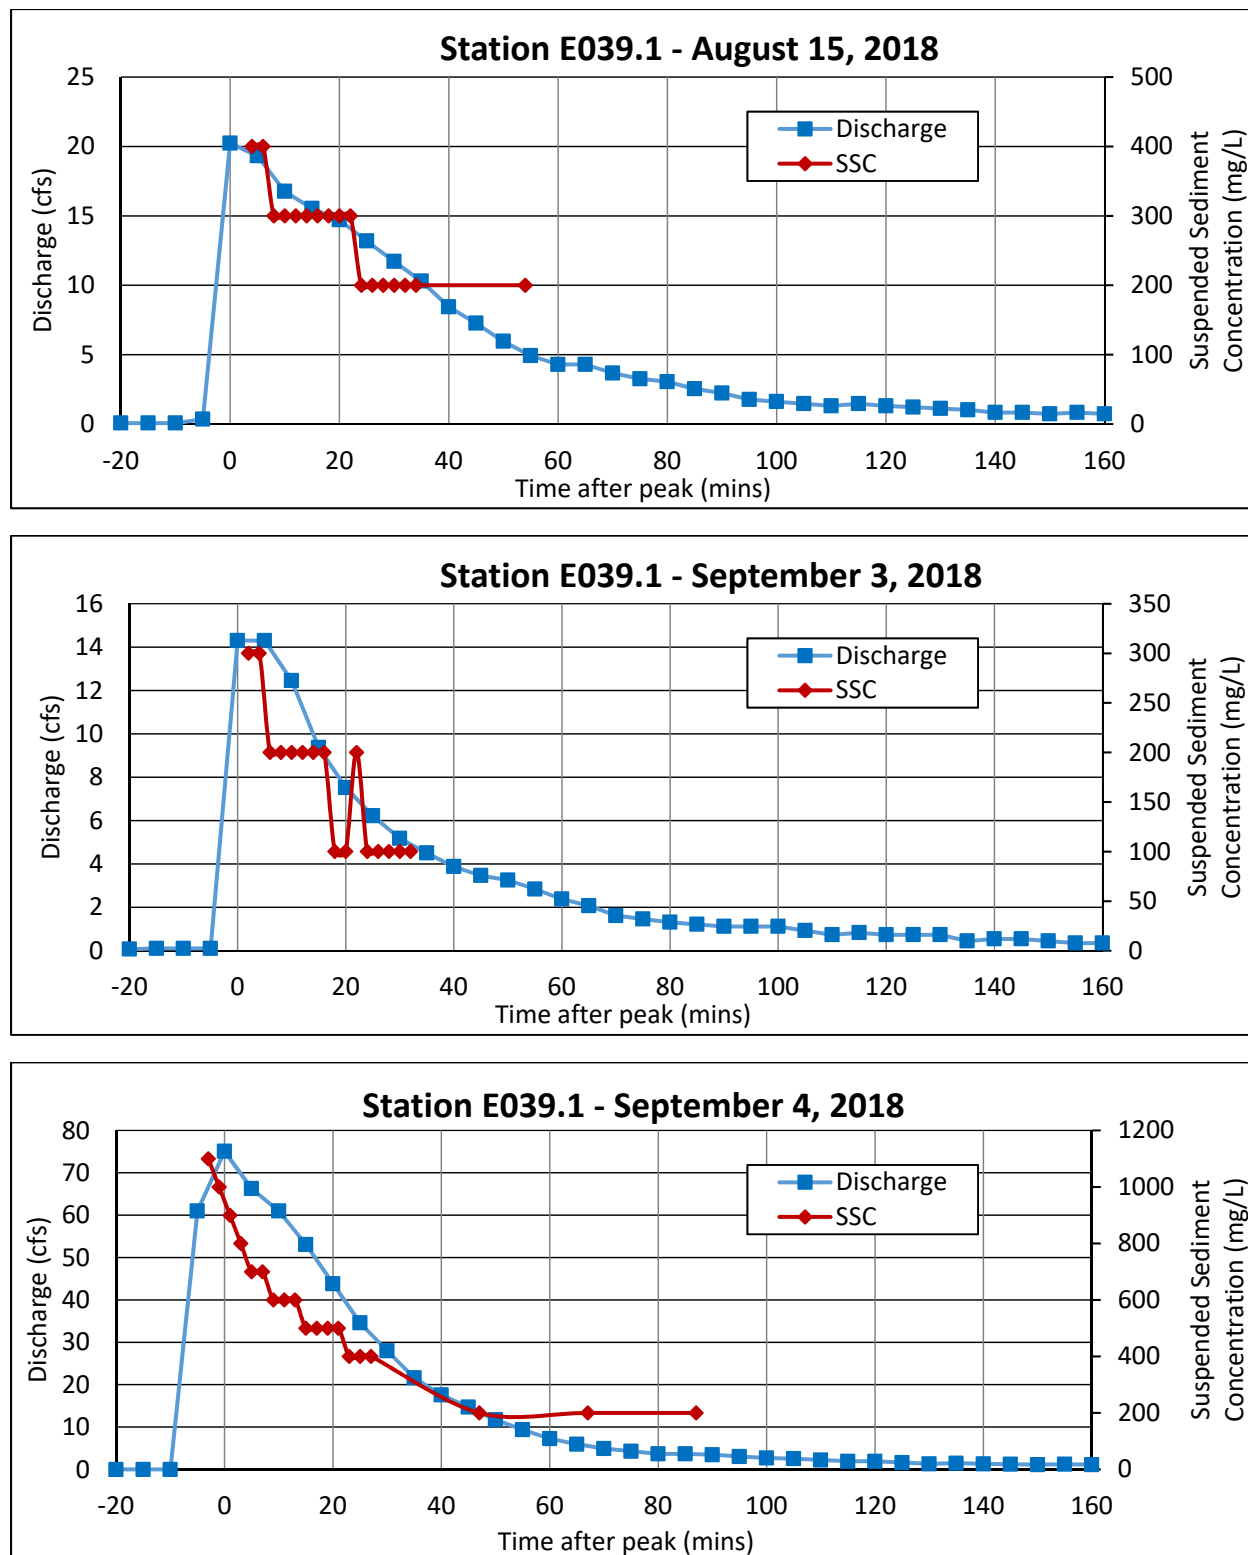 Station E039.1 - August 15, 2018
25
20
15
10
5
0
500
400
300
200
100
0
Discharge (cfs)
Suspended Sediment
Concentration (mg/L)
Discharge
SSC
-20 0 20 40 60 80 100 120 140 160
Time after peak (mins)
Station E039.1 - September 3, 2018
16
14
12
10
8
6
4
2
0
350
300
250
200
150
100
50
0
Discharge (cfs)
Suspended Sediment
Concentration (mg/L)
Discharge
SSC
-20 0 20 40 60 80 100 120 140 160
Time after peak (mins)
Station E039.1 - September 4, 2018
80
70
60
50
40
30
20
10
0
1200
1000
800
600
400
200
0
Discharge (cfs)
Suspended Sediment
Concentration (mg/L)
Discharge
SSC
-20 0 20 40 60 80 100 120 140 160
Time after peak (mins)